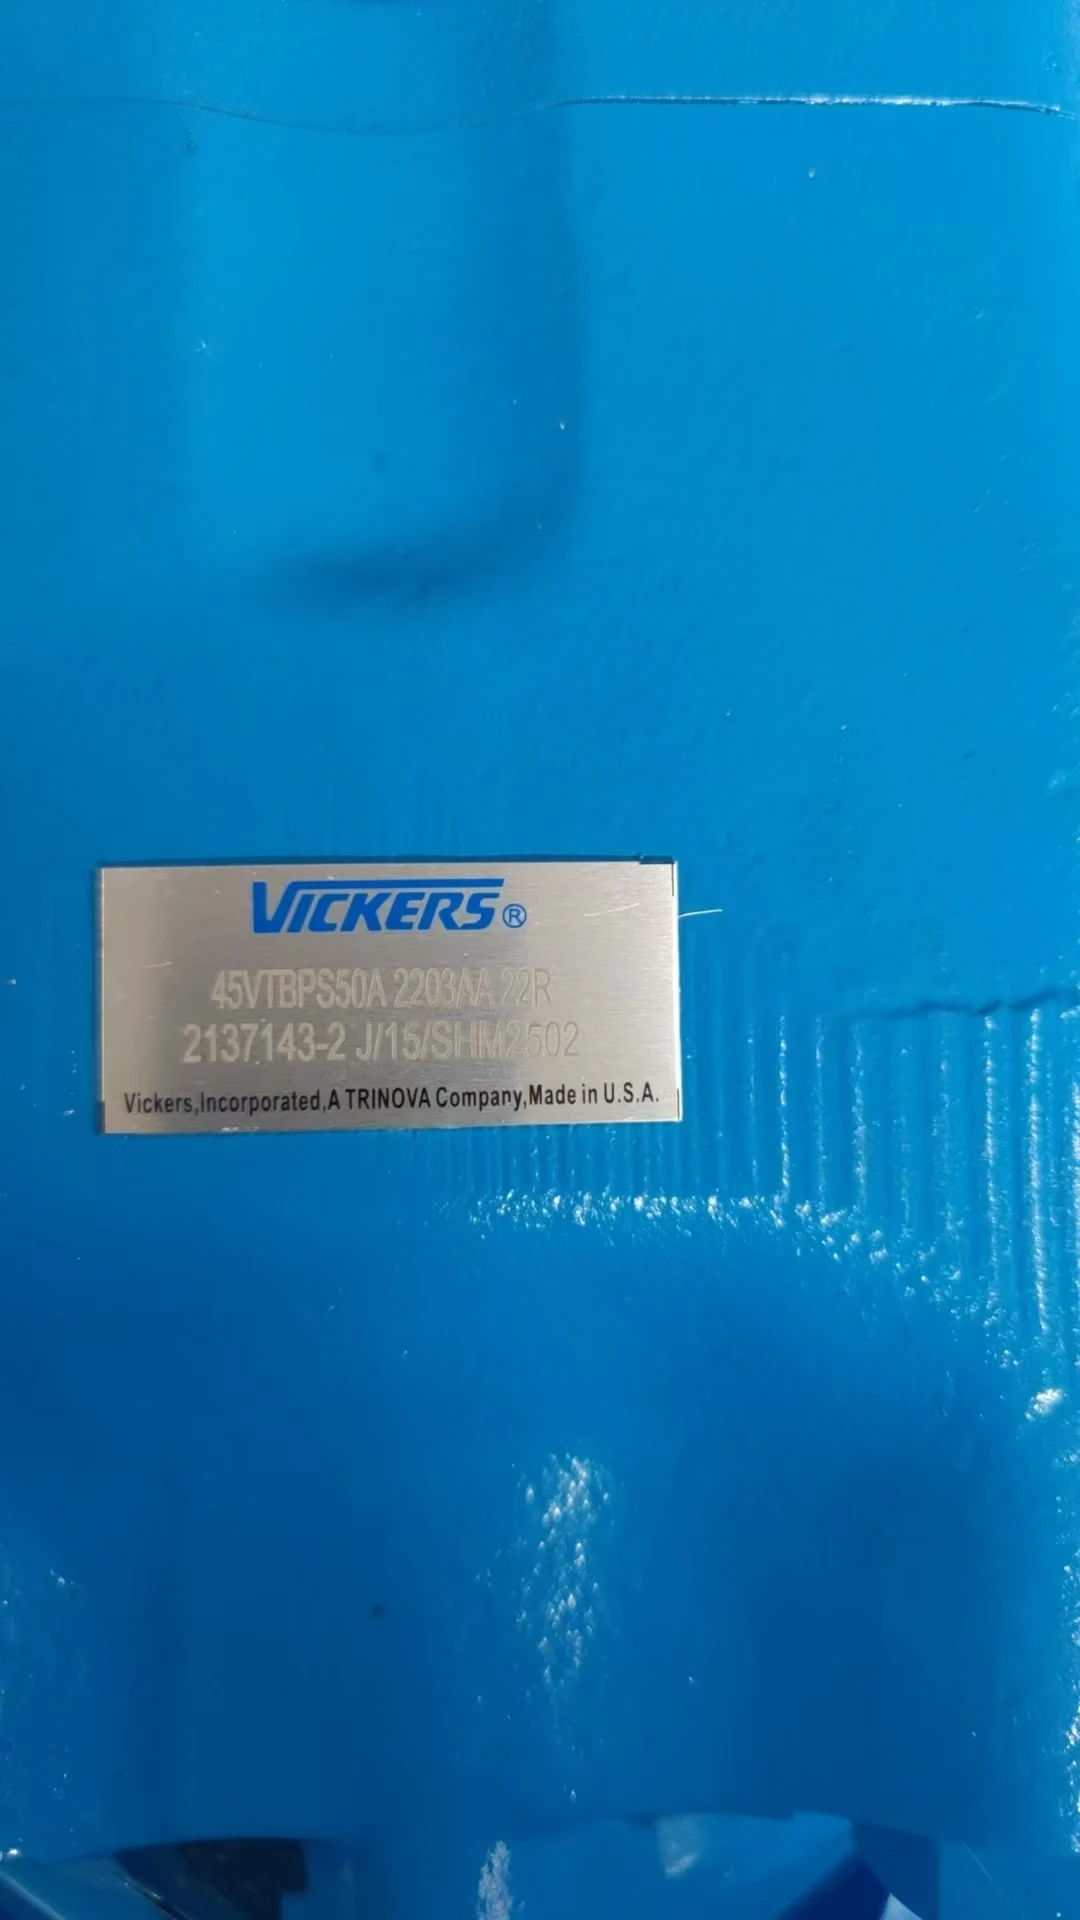 VICKERS®
45VTBPS50A 2203AA 22R
2137143-2 J/15/SHM2502
Vickers,Incorporated,A TRINOVA Company,Made in U.S.A.